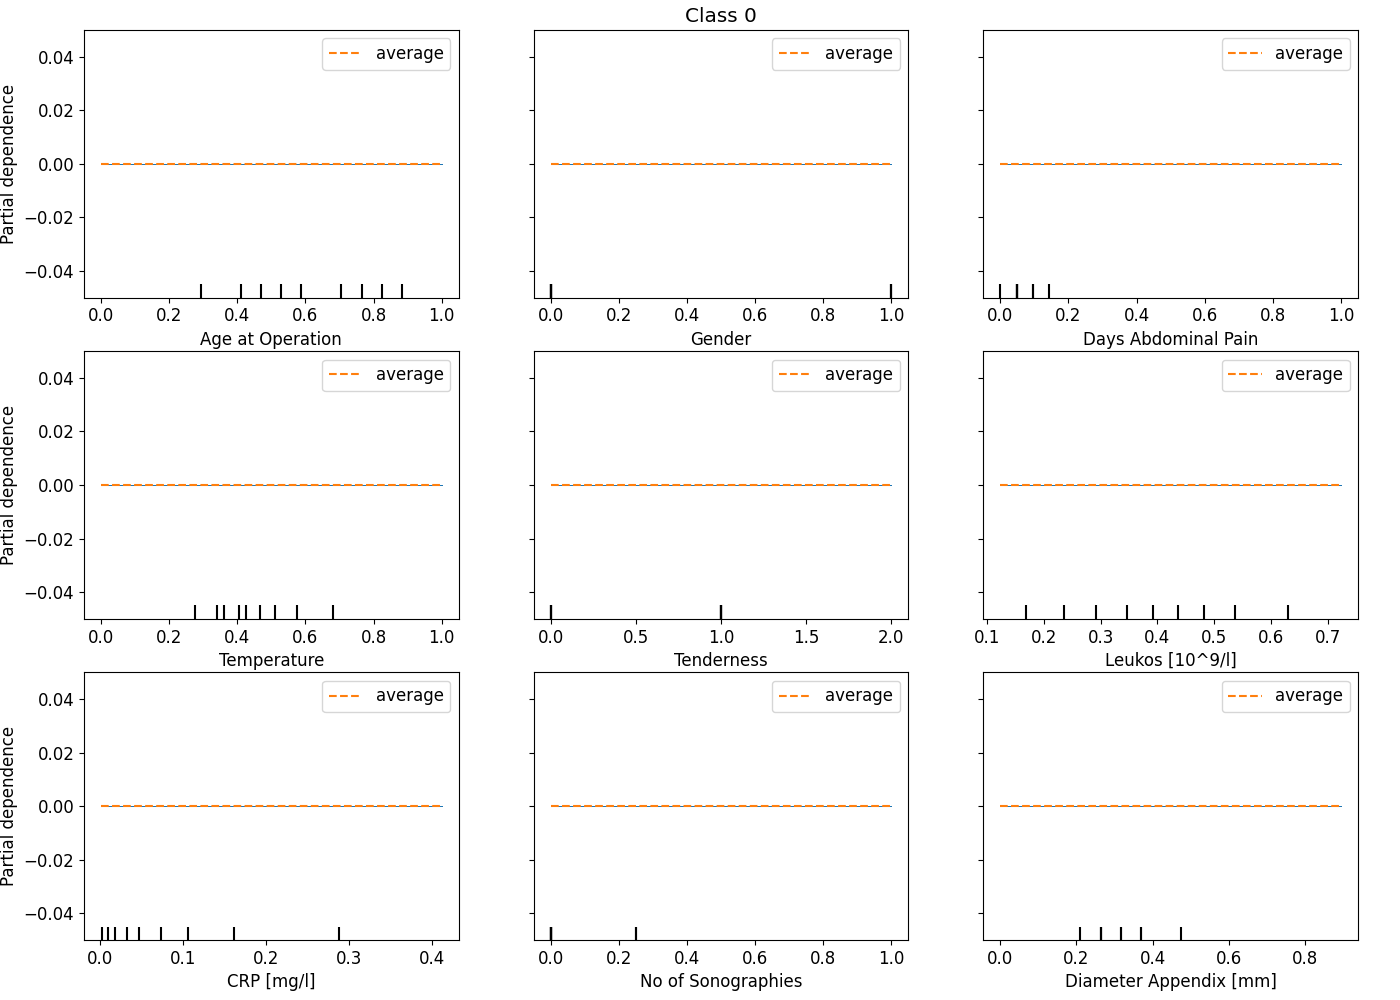 Class 0
average
average
average
Partial dependence
0.04
0.02
0.00
−0.02
−0.04
0.0 0.2 0.4 0.6 0.8 1.0
0.0 0.2 0.4 0.6 0.8 1.0
0.0 0.2 0.4 0.6 0.8 1.0
Age at Operation
Gender
Days Abdominal Pain
average
average
average
Partial dependence
0.04
0.02
0.00
−0.02
−0.04
0.0 0.2 0.4 0.6 0.8 1.0
0.0 0.5 1.0 1.5 2.0
0.1 0.2 0.3 0.4 0.5 0.6 0.7
Temperature
Tenderness
Leukos [10^9/l]
average
average
average
Partial dependence
0.04
0.02
0.00
−0.02
−0.04
0.0 0.1 0.2 0.3 0.4
0.0 0.2 0.4 0.6 0.8 1.0
0.0 0.2 0.4 0.6 0.8
CRP [mg/l]
No of Sonographies
Diameter Appendix [mm]